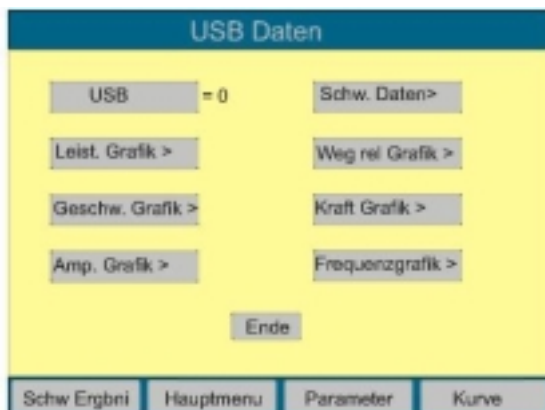 USB Daten
USB = 0 Schw. Daten>
Leist. Grafik > Weg rel Grafik >
Geschw. Grafik > Kraft Grafik >
Amp. Grafik > Frequenzgrafik >
Ende
Schw Ergbni Hauptmenu Parameter Kurve